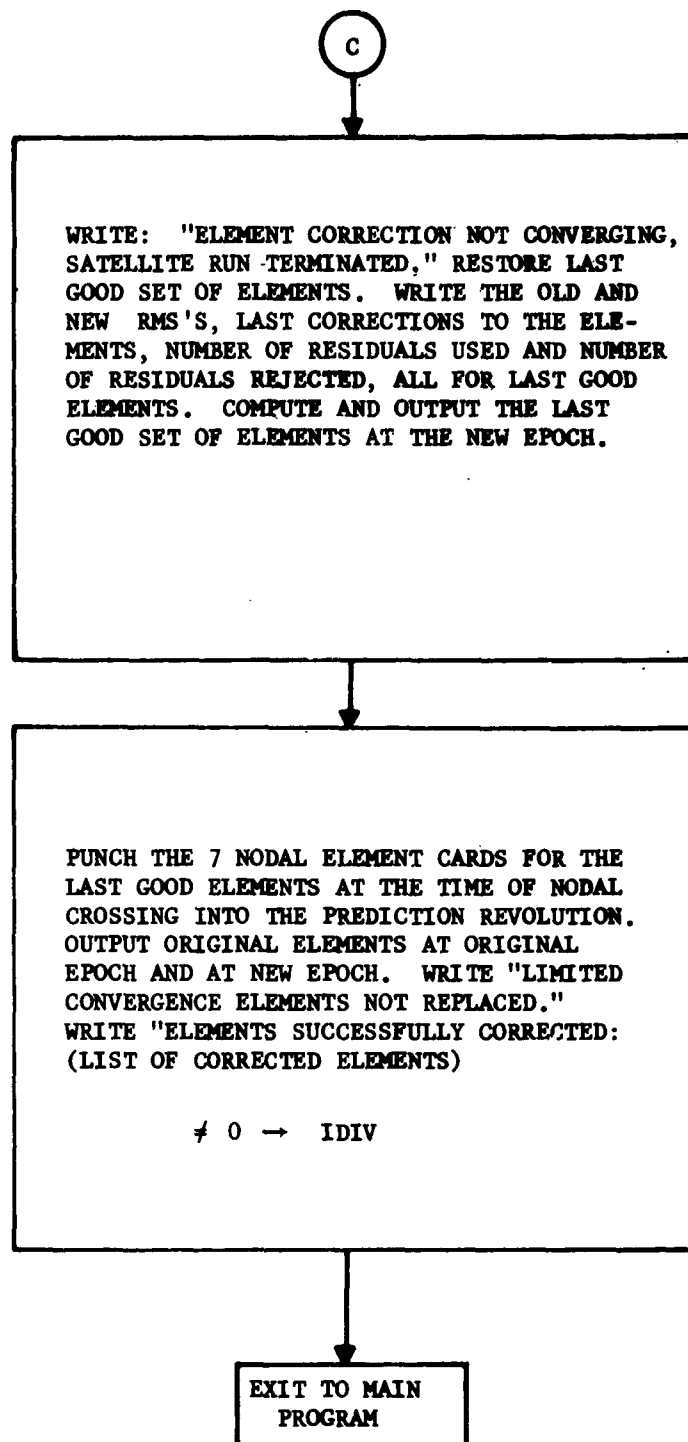 C
WRITE: "ELEMENT CORRECTION NOT CONVERGING,
SATELLITE RUN TERMINATED." RESTORE LAST
GOOD SET OF ELEMENTS. WRITE THE OLD AND
NEW RMS'S, LAST CORRECTIONS TO THE ELE-
MENTS, NUMBER OF RESIDUALS USED AND NUMBER
OF RESIDUALS REJECTED, ALL FOR LAST GOOD
ELEMENTS. COMPUTE AND OUTPUT THE LAST
GOOD SET OF ELEMENTS AT THE NEW EPOCH.
PUNCH THE 7 NODAL ELEMENT CARDS FOR THE
LAST GOOD ELEMENTS AT THE TIME OF NODAL
CROSSING INTO THE PREDICTION REVOLUTION.
OUTPUT ORIGINAL ELEMENTS AT ORIGINAL
EPOCH AND AT NEW EPOCH. WRITE "LIMITED
CONVERGENCE ELEMENTS NOT REPLACED."
WRITE "ELEMENTS SUCCESSFULLY CORRECTED:
(LIST OF CORRECTED ELEMENTS)
≠ 0 → IDIV
EXIT TO MAIN
PROGRAM